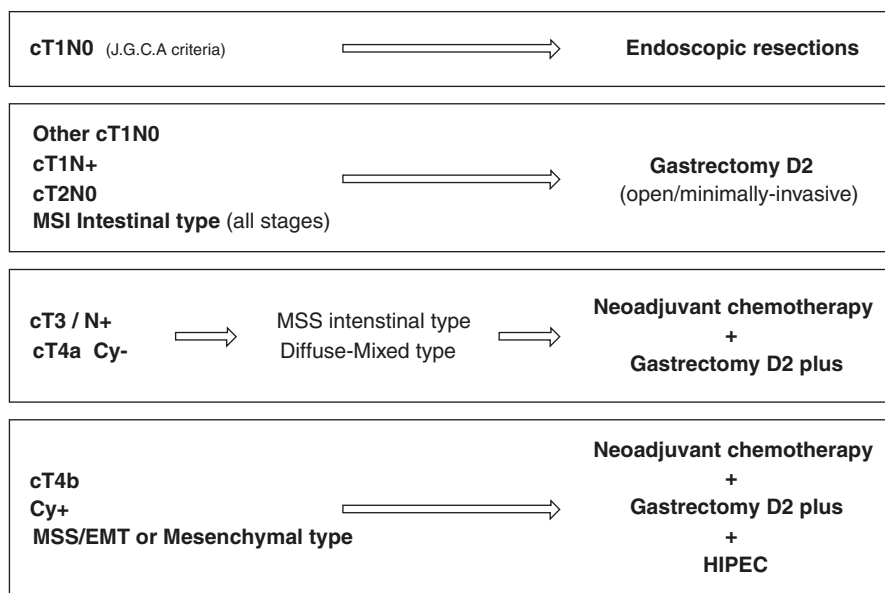 cT1N0 (J.G.C.A criteria)
Endoscopic resections
Other cT1N0
cT1N+
cT2N0
MSI Intestinal type (all stages)
Gastrectomy D2
(open/minimally-invasive)
cT3 / N+
cT4a Cy-
MSS intenstinal type
Diffuse-Mixed type
Neoadjuvant chemotherapy
+
Gastrectomy D2 plus
cT4b
Cy+
MSS/EMT or Mesenchymal type
Neoadjuvant chemotherapy
+
Gastrectomy D2 plus
+
HIPEC